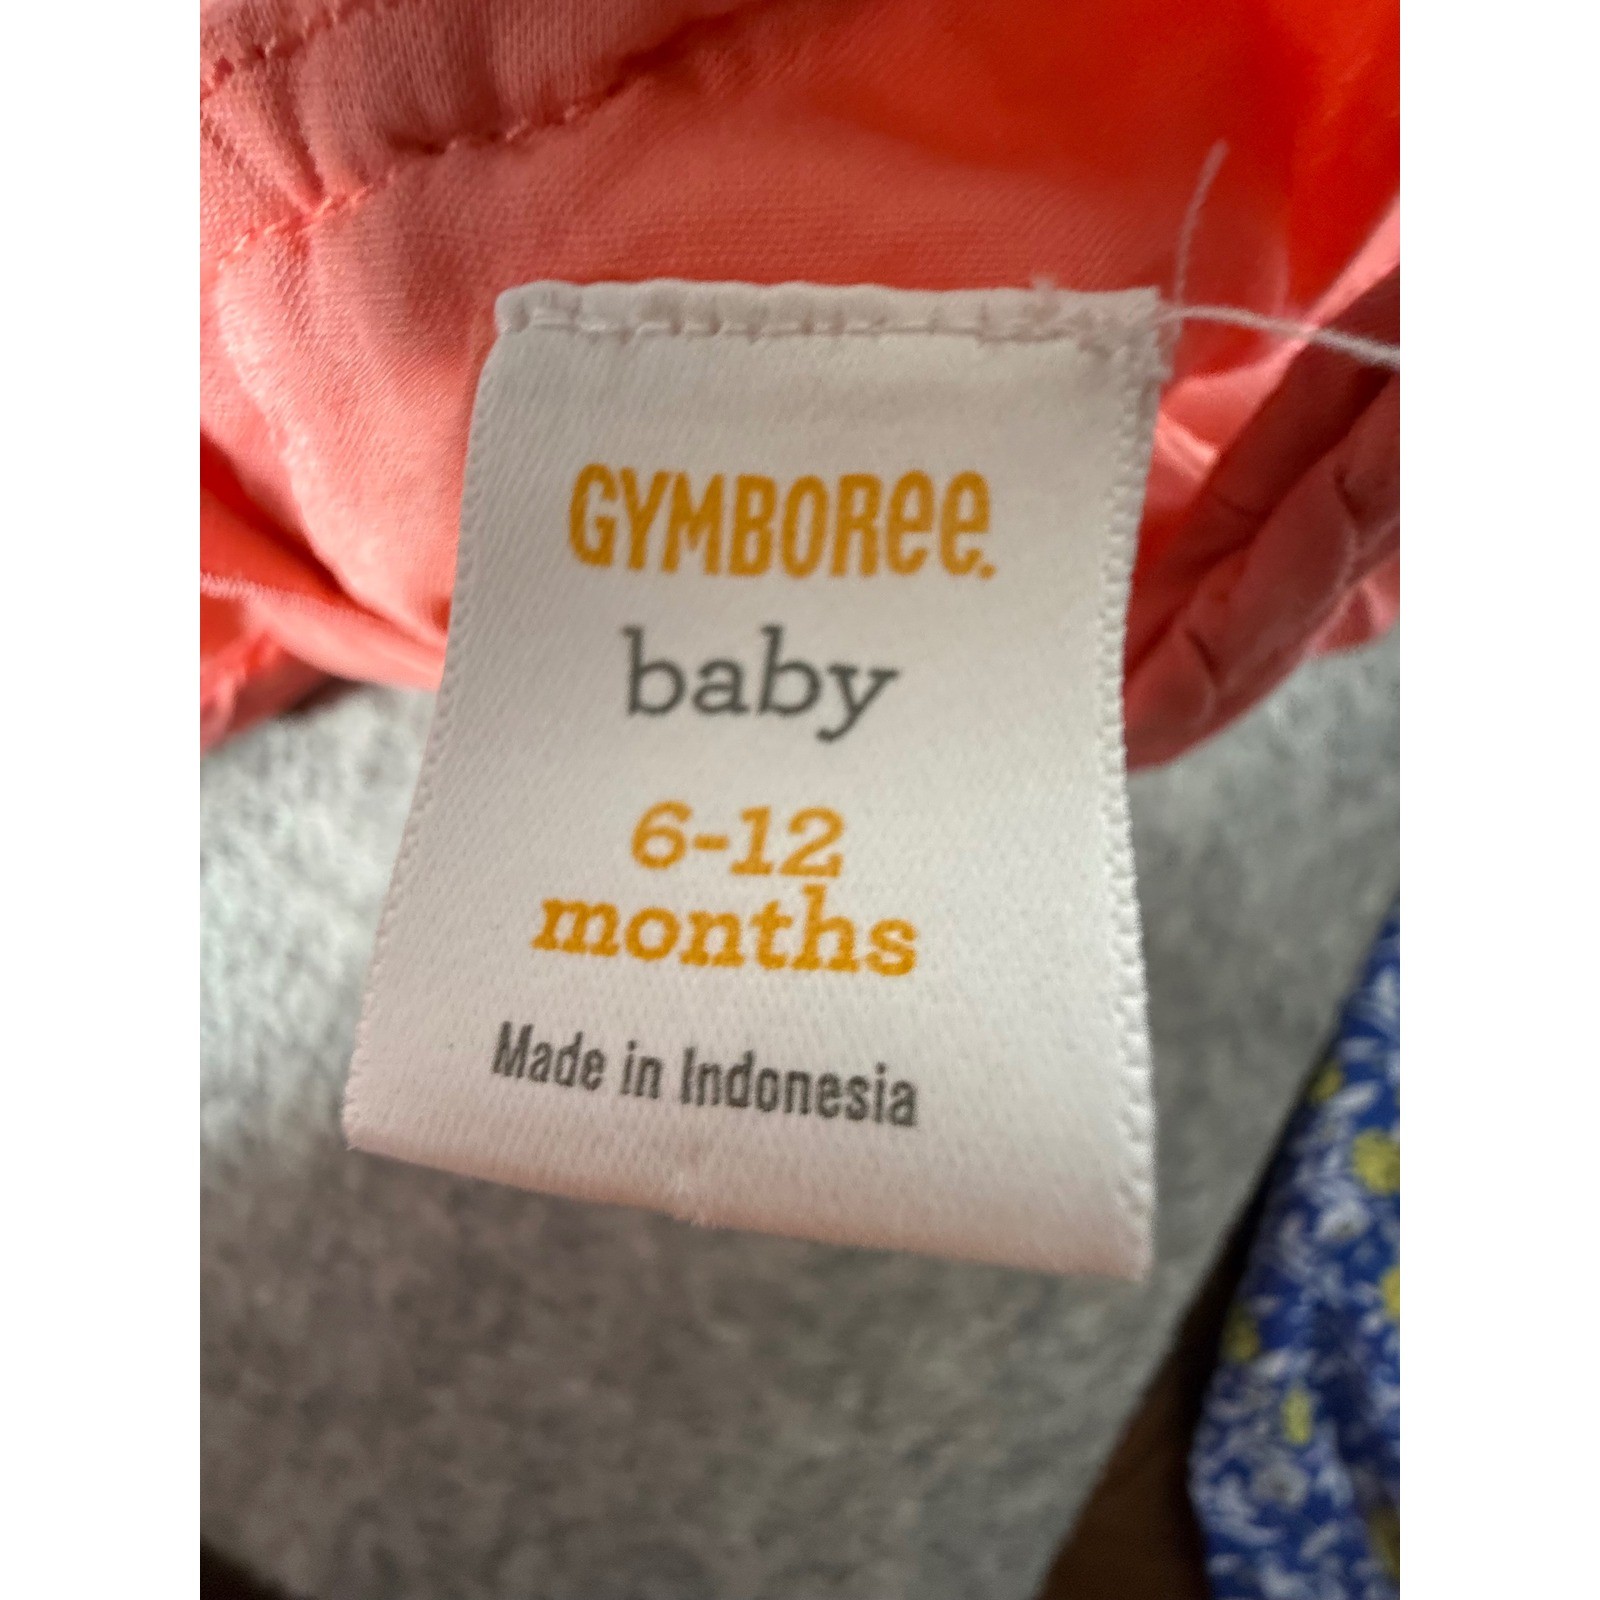 GYMBOREE.
baby
6-12
months
Made in Indonesia